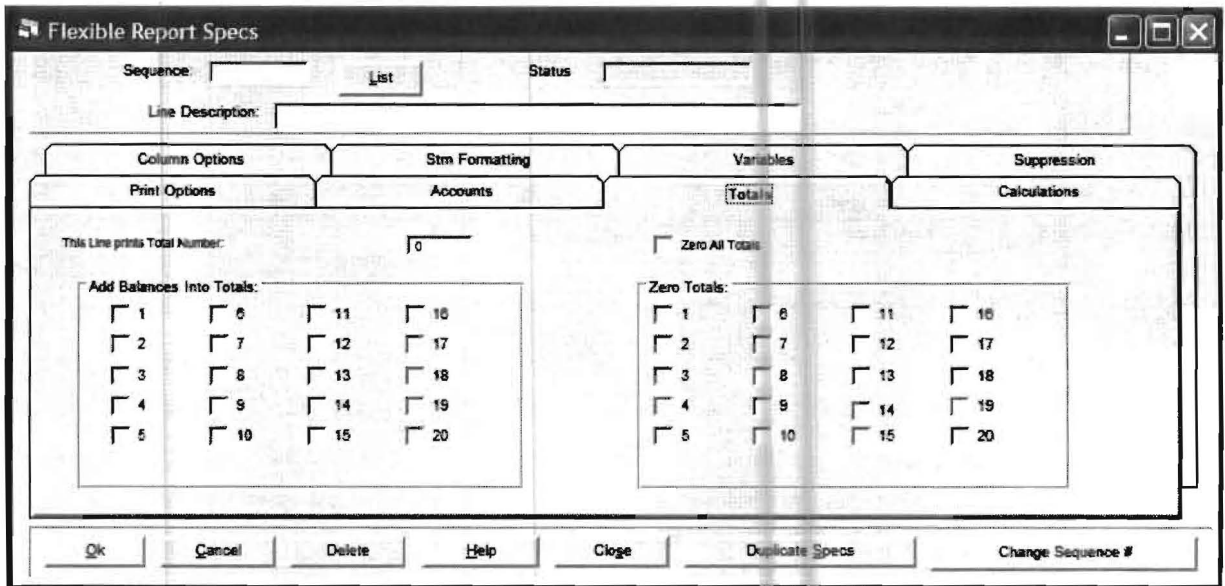 Flexible Report Specs
Sequence: List Status
Line Description:
Column Options Stm Formatting Variables Suppression
Print Options Accounts Totals Calculations
This Line prints Total Number: 0 Zero All Totals
Add Balances Into Totals: Zero Totals:
1 6 11 16 1 6 11 16
2 7 12 17 2 7 12 17
3 8 13 18 3 8 13 18
4 9 14 19 4 9 14 19
5 10 15 20 5 10 15 20
Ok Cancel Delete Help Close Duplicate Specs Change Sequence #